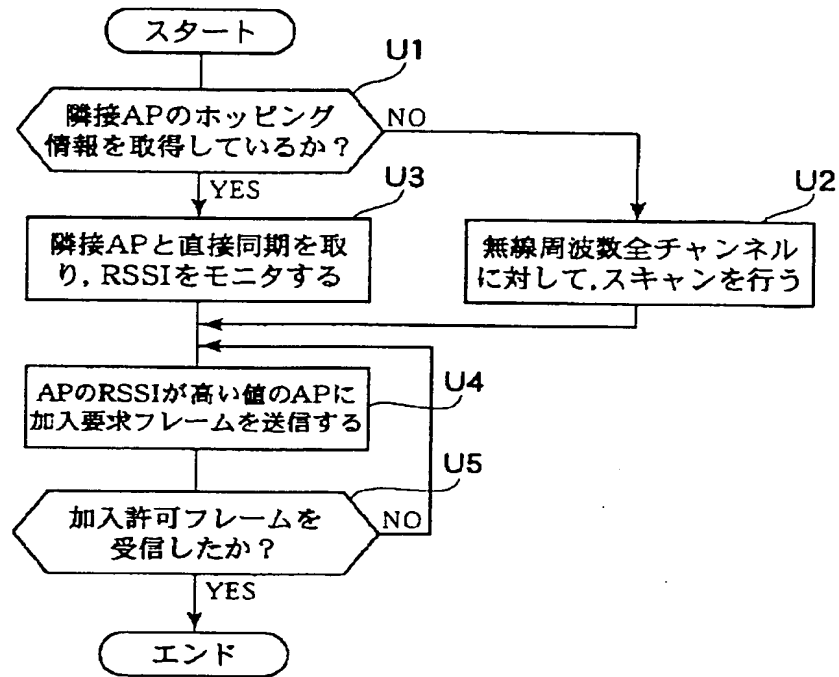 スタート
U1
隣接APのホッピング
情報を取得しているか?
NO
YES
U3
隣接APと直接同期を取
り,RSSIをモニタする
U2
無線周波数全チャンネル
に対して,スキャンを行う
APのRSSIが高い値のAPに
加入要求フレームを送信する
U4
U5
加入許可フレームを
受信したか?
NO
YES
エンド